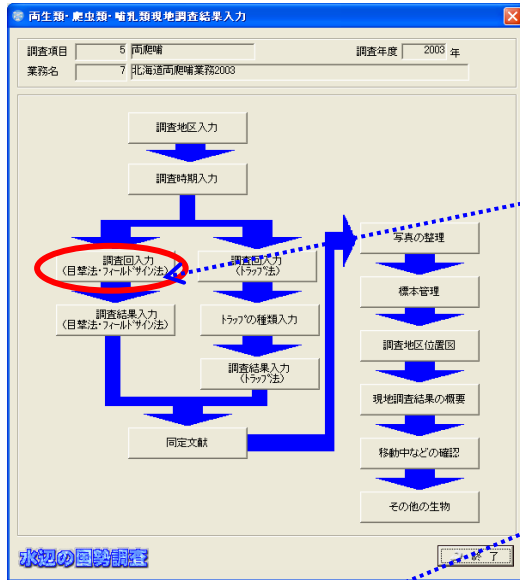 両生類・爬虫類・哺乳類現地調査結果入力
調査項目 5 両爬哺 調査年度 2003 年
業務名 7 北海道両爬哺業務2003
調査地区入力
調査時期入力
調査回入力
(目撃法・フィールドサイン法)
調査回入力
(トラップ法)
調査結果入力
(目撃法・フィールドサイン法)
トラップの種類入力
調査結果入力
(トラップ法)
同定文献
写真の整理
標本管理
調査地区位置図
現地調査結果の概要
移動中などの確認
その他の生物
水辺の国勢調査
終 了